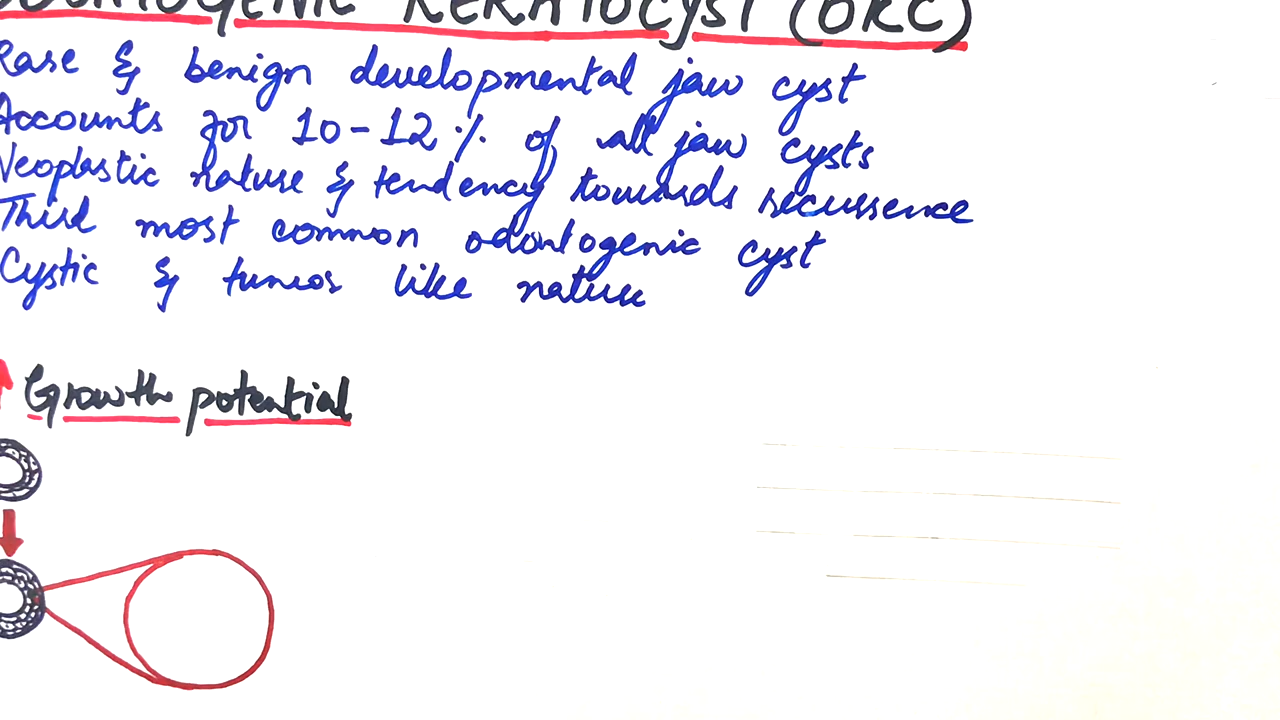 ODONTOGENIC KERATOCYST (OKC)
Rare & benign developmental jaw cyst
Accounts for 10-12% of all jaw cysts
Neoplastic nature & tendency towards recurrence
Third most common odontogenic cyst
Cystic & tumor like nature
Growth potential